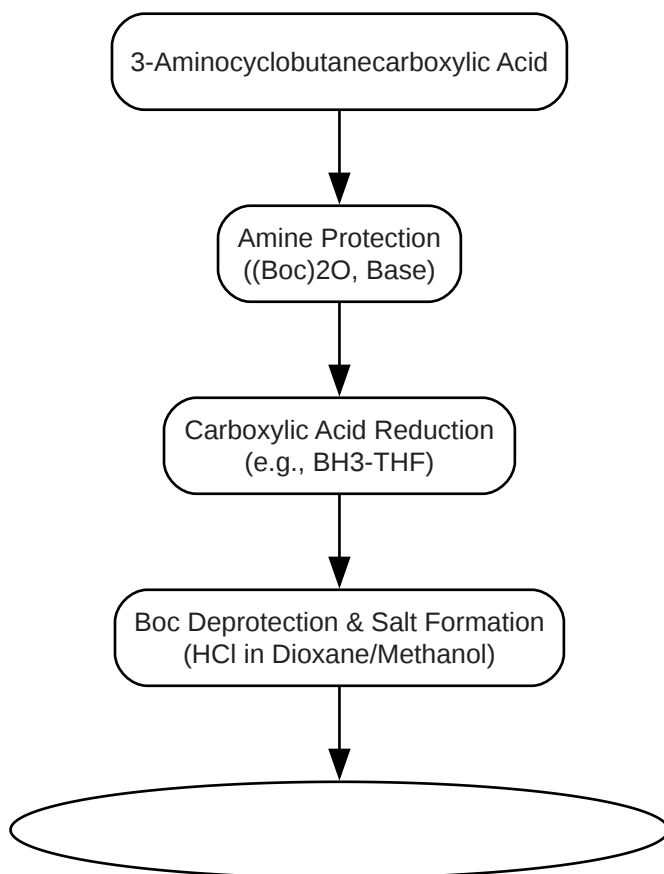 3-Aminocyclobutanecarboxylic Acid
Amine Protection
((Boc)2O, Base)
Carboxylic Acid Reduction
(e.g., BH3-THF)
Boc Deprotection & Salt Formation
(HCl in Dioxane/Methanol)